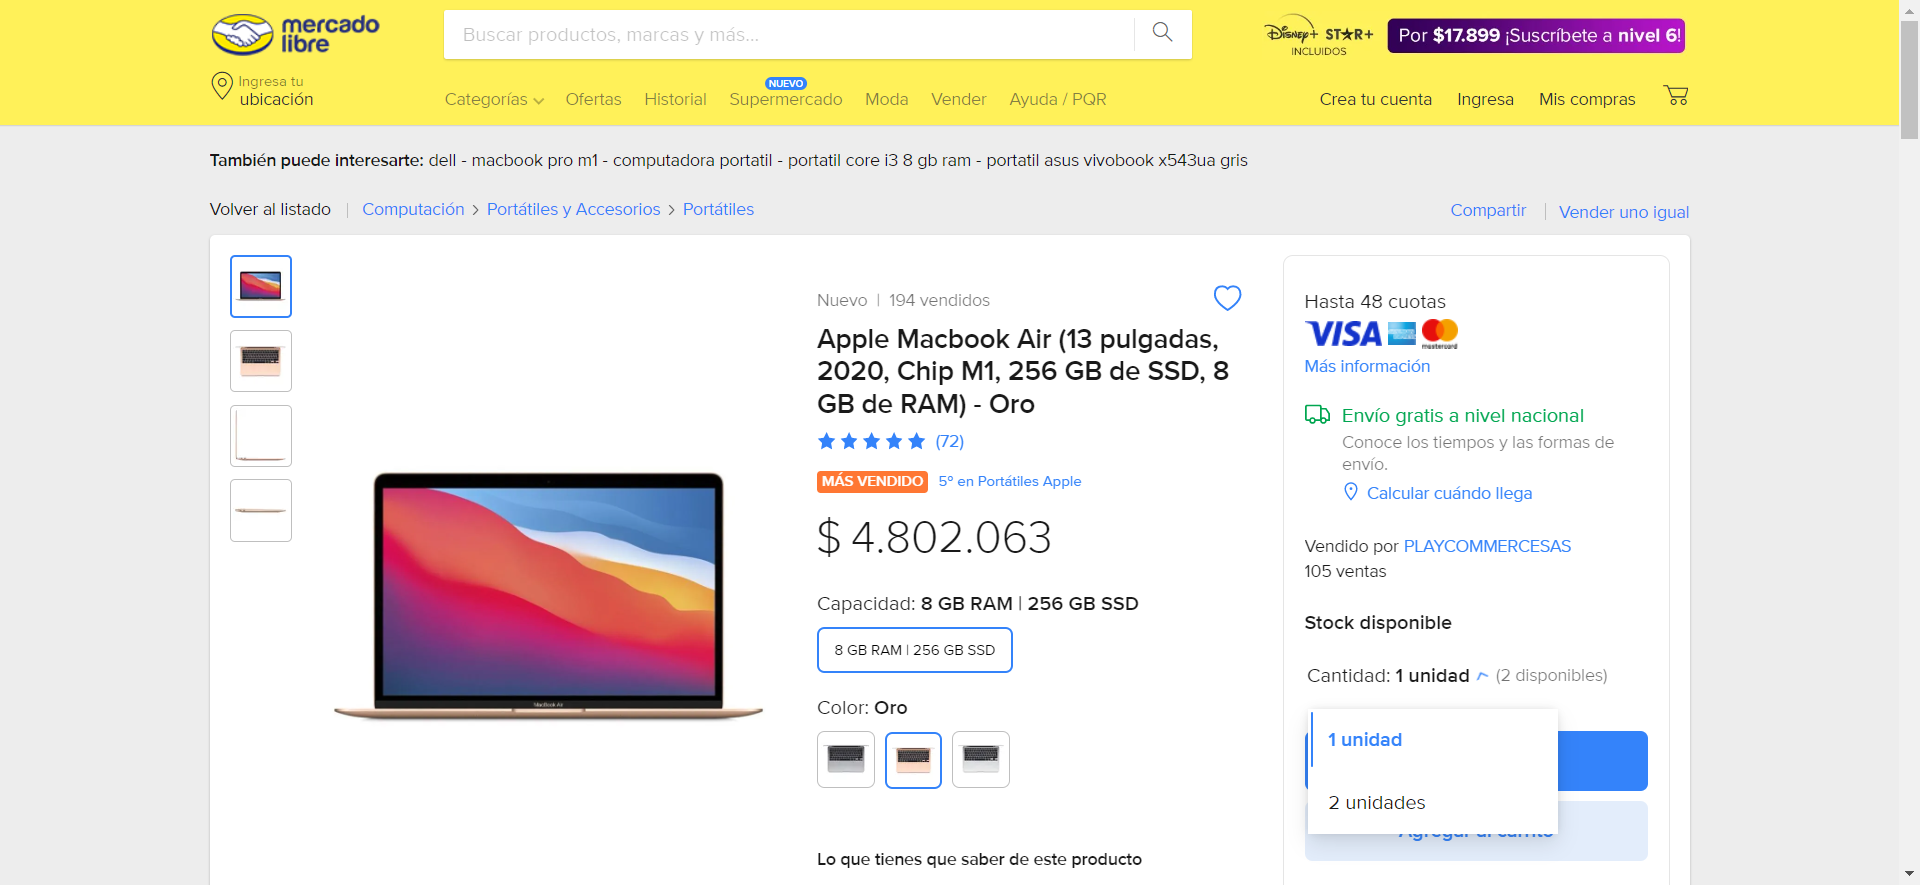 mercado
libre
Buscar productos, marcas y más...
Disney+ STAR+
INCLUIDOS
Por $17.899 ¡Suscríbete a nivel 6!
Ingresa tu
ubicación
Categorías
Ofertas
Historial
NUEVO
Supermercado
Moda
Vender
Ayuda / PQR
Crea tu cuenta
Ingresa
Mis compras
También puede interesarte: dell - macbook pro m1 - computadora portatil - portatil core i3 8 gb ram - portatil asus vivobook x543ua gris
Volver al listado | Computación > Portátiles y Accesorios > Portátiles
Compartir | Vender uno igual
Nuevo | 194 vendidos
Apple Macbook Air (13 pulgadas,
2020, Chip M1, 256 GB de SSD, 8
GB de RAM) - Oro
(72)
MÁS VENDIDO 5º en Portátiles Apple
$ 4.802.063
Capacidad: 8 GB RAM | 256 GB SSD
8 GB RAM | 256 GB SSD
Color: Oro
Lo que tienes que saber de este producto
MacBook Air
Hasta 48 cuotas
VISA
mastercard
Más información
Envío gratis a nivel nacional
Conoce los tiempos y las formas de
envío.
Calcular cuándo llega
Vendido por PLAYCOMMERCESAS
105 ventas
Stock disponible
Cantidad: 1 unidad (2 disponibles)
1 unidad
2 unidades
Agregar al carrito